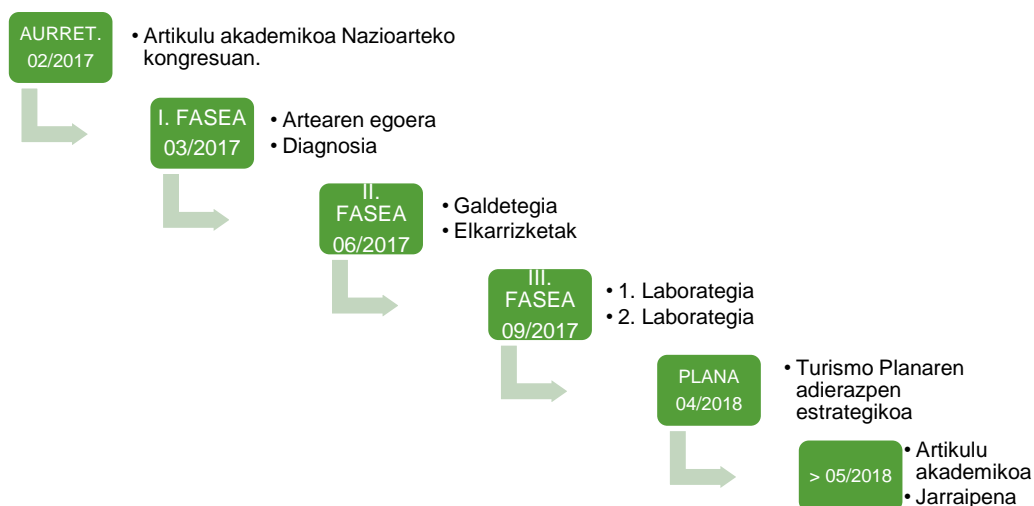 AURRET.
02/2017
• Artikulu akademikoa Nazioarteko
kongresuan.
I. FASEA
03/2017
• Artearen egoera
• Diagnosia
II.
FASEA
06/2017
• Galdetegia
• Elkarrizketak
III.
FASEA
09/2017
• 1. Laborategia
• 2. Laborategia
PLANA
04/2018
• Turismo Planaren
adierazpen
estrategikoa
> 05/2018
• Artikulu
akademikoa
• Jarraipena